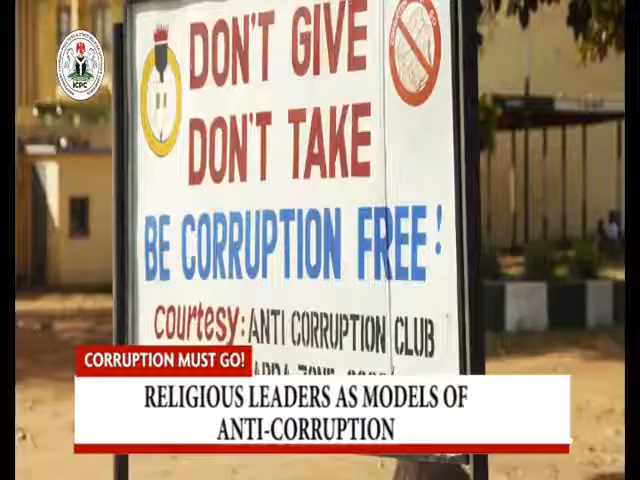 ICPC
DON'T GIVE
DON'T TAKE
BE CORRUPTION FREE!
Courtesy: ANTI CORRUPTION CLUB
CORRUPTION MUST GO!
RELIGIOUS LEADERS AS MODELS OF
ANTI-CORRUPTION